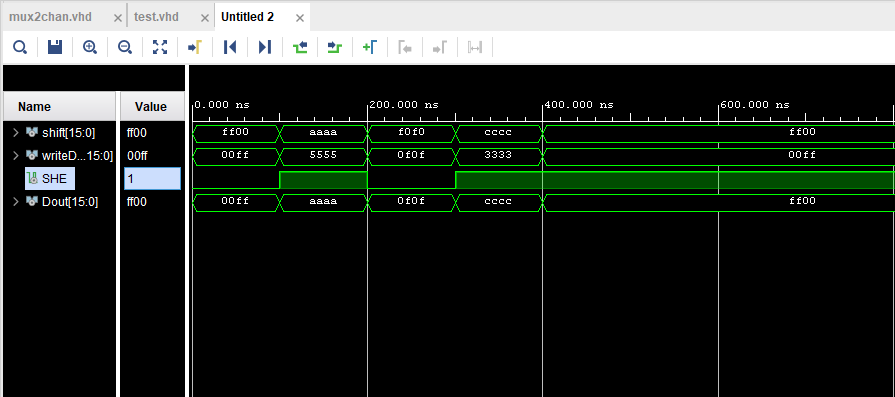 mux2chan.vhd × test.vhd × Untitled 2 ×
Name Value 0.000 ns 200.000 ns 400.000 ns 600.000 ns
shift[15:0] ff00 ff00 aaaa f0f0 cccc ff00
writeD...15:0] 00ff 00ff 5555 0f0f 3333 00ff
SHE 1
Dout[15:0] ff00 00ff aaaa 0f0f cccc ff00